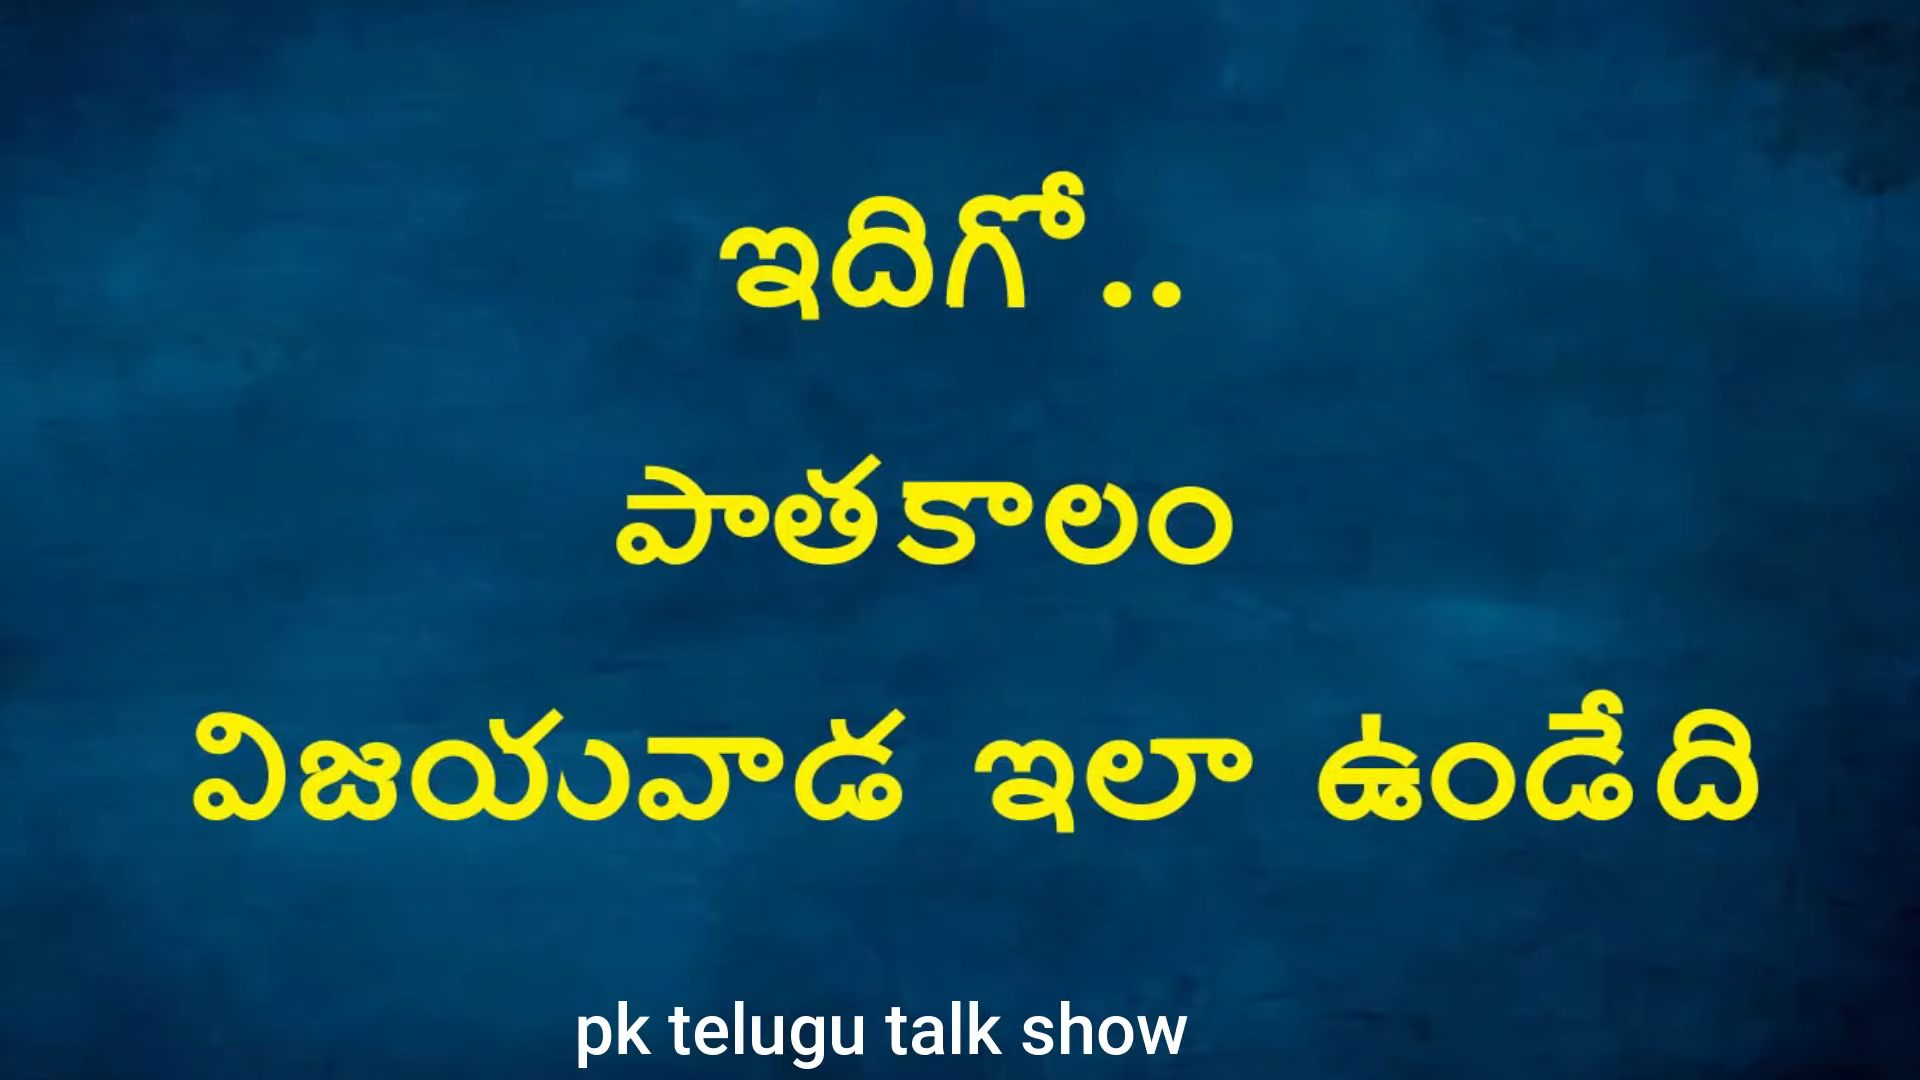 ఇదిగో..
పాతకాలం
విజయవాడ ఇలా ఉండేది
pk telugu talk show